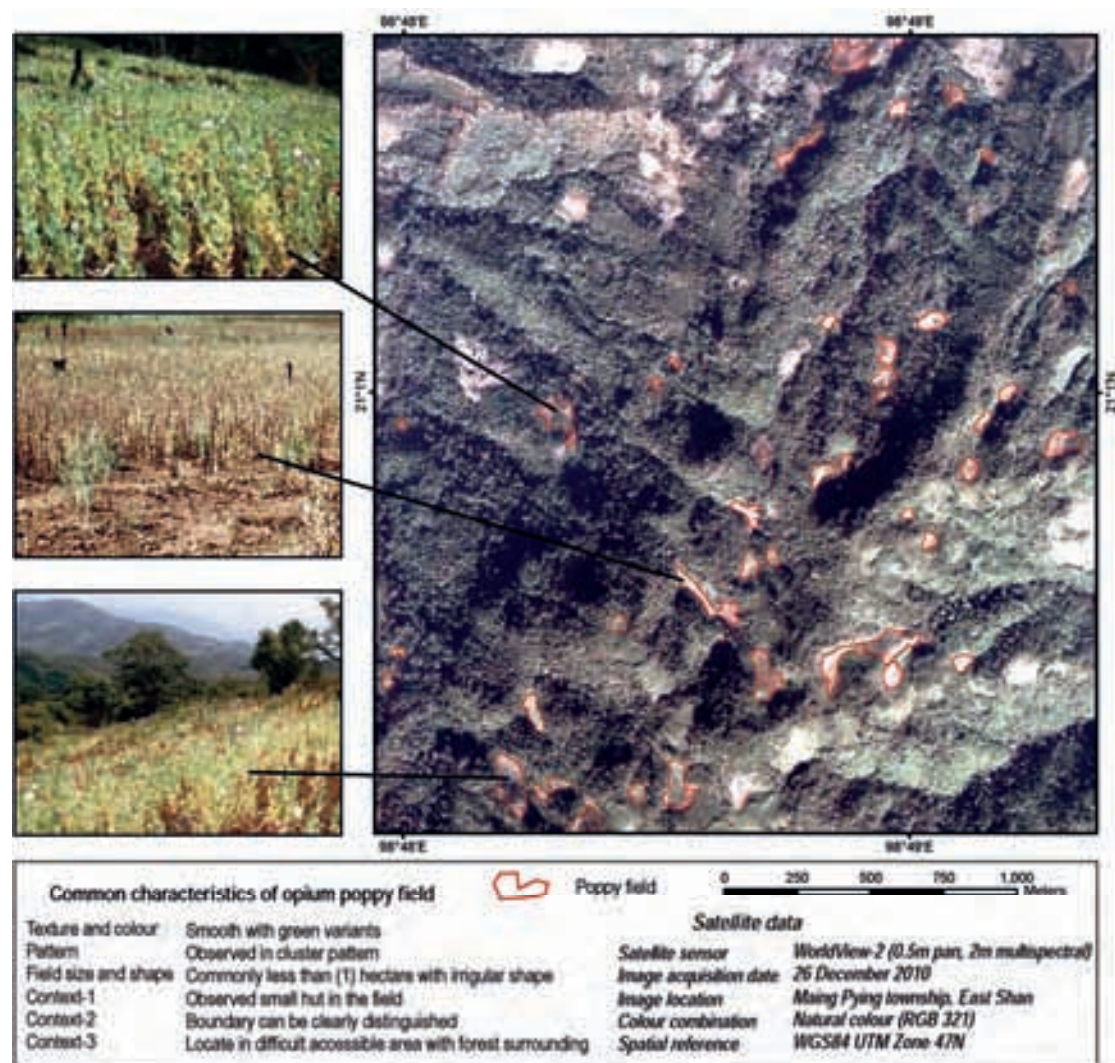 98°48'E 98°49'E
21°1'N 21°1'N
98°48'E 98°49'E
Common characteristics of opium poppy field
Texture and colour Smooth with green variants
Pattern Observed in cluster pattern
Field size and shape Commonly less than (1) hectare with irregular shape
Context-1 Observed small hut in the field
Context-2 Boundary can be clearly distinguished
Context-3 Locate in difficult accessible area with forest surrounding
Poppy field
0 250 500 750 1,000
Meters
Satellite data
Satellite sensor WorldView-2 (0.5m pan, 2m multispectral)
Image acquisition date 26 December 2010
Image location Maing Pying township, East Shan
Colour combination Natural colour (RGB 321)
Spatial reference WGS84 UTM Zone 47N